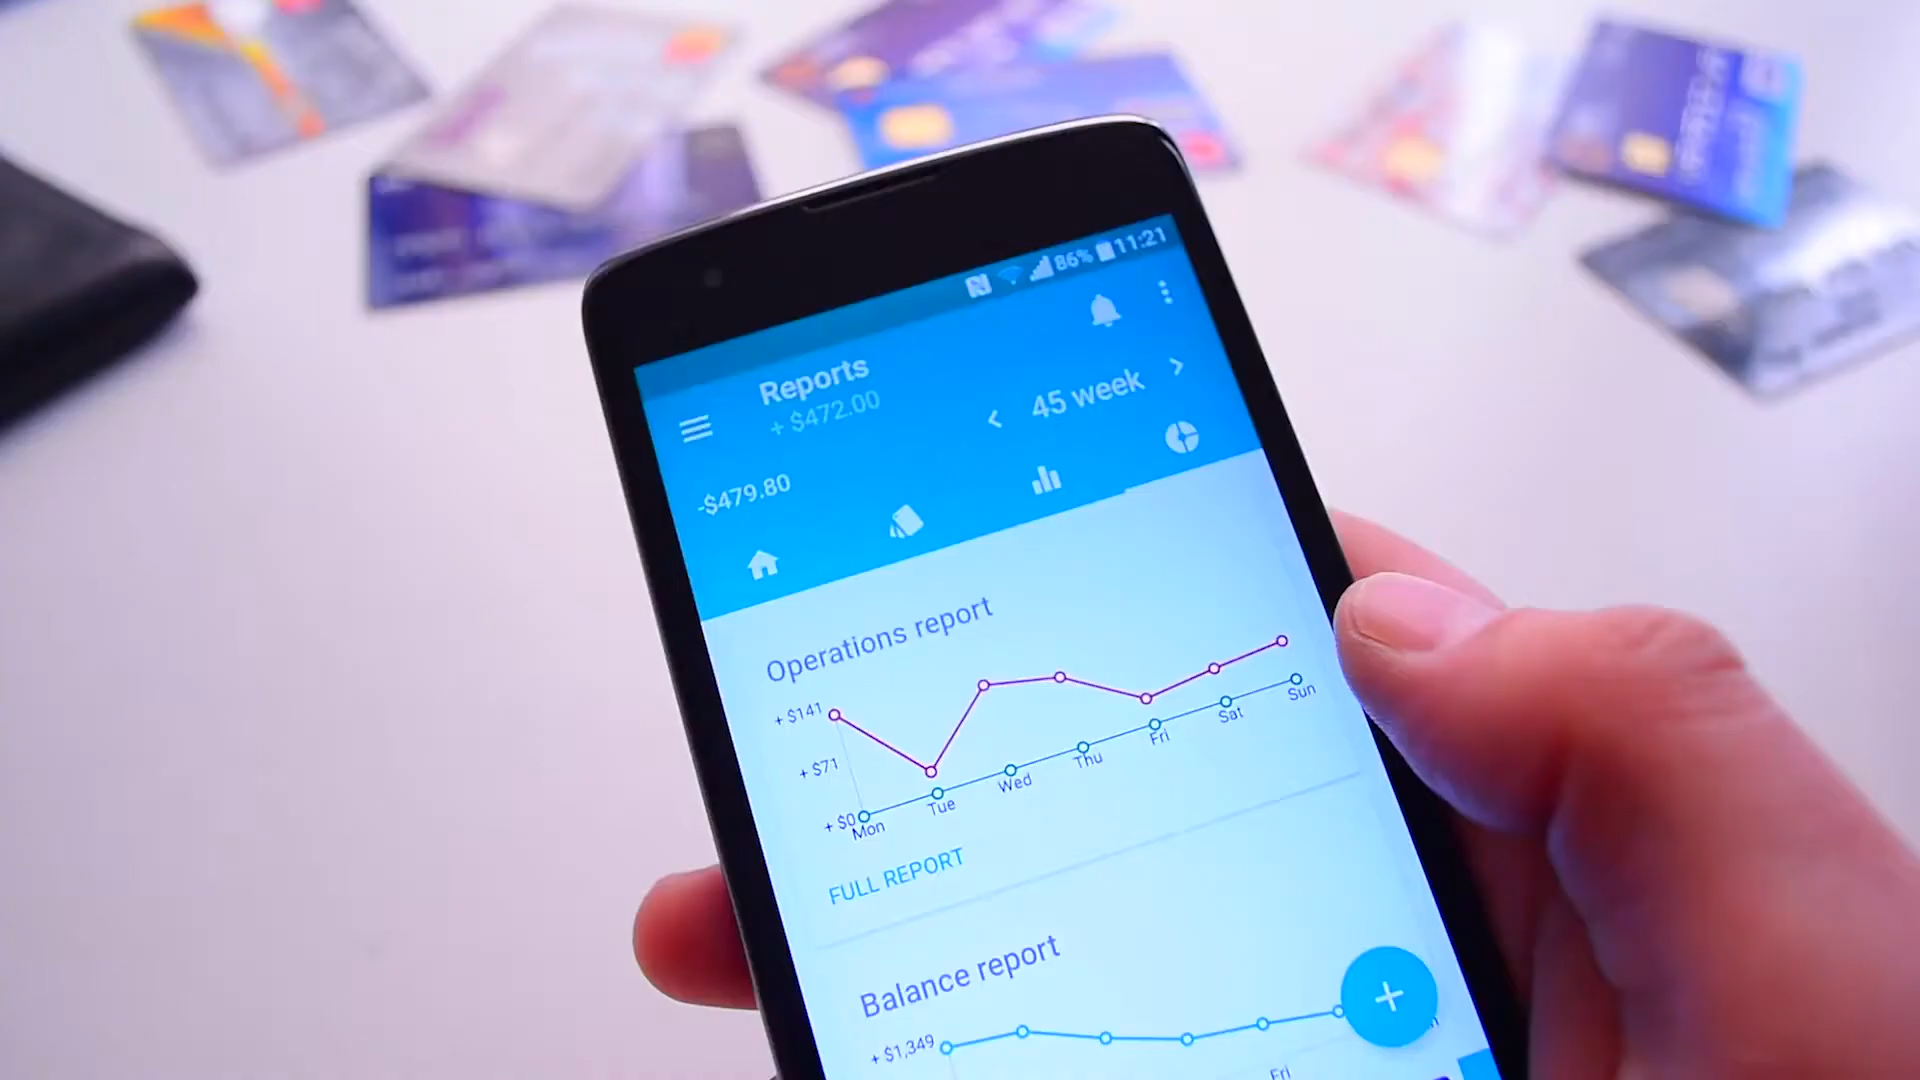 86% 11:21
Reports
+ $472.00
45 week
-$479.80
Operations report
+ $141
+ $71
+ $0
Mon Tue Wed Thu Fri Sat Sun
FULL REPORT
Balance report
+ $1,349
Fri